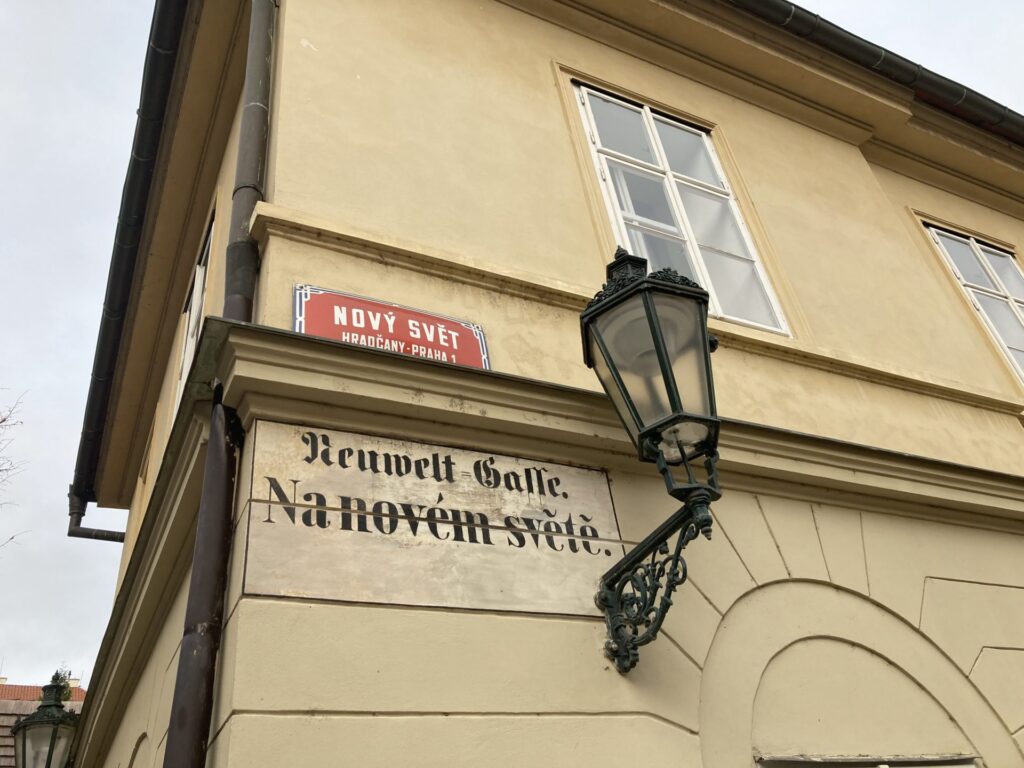 NOVÝ SVĚT
HRADČANY-PRAHA 1
Neuwelt Gasse.
Na novém světě.